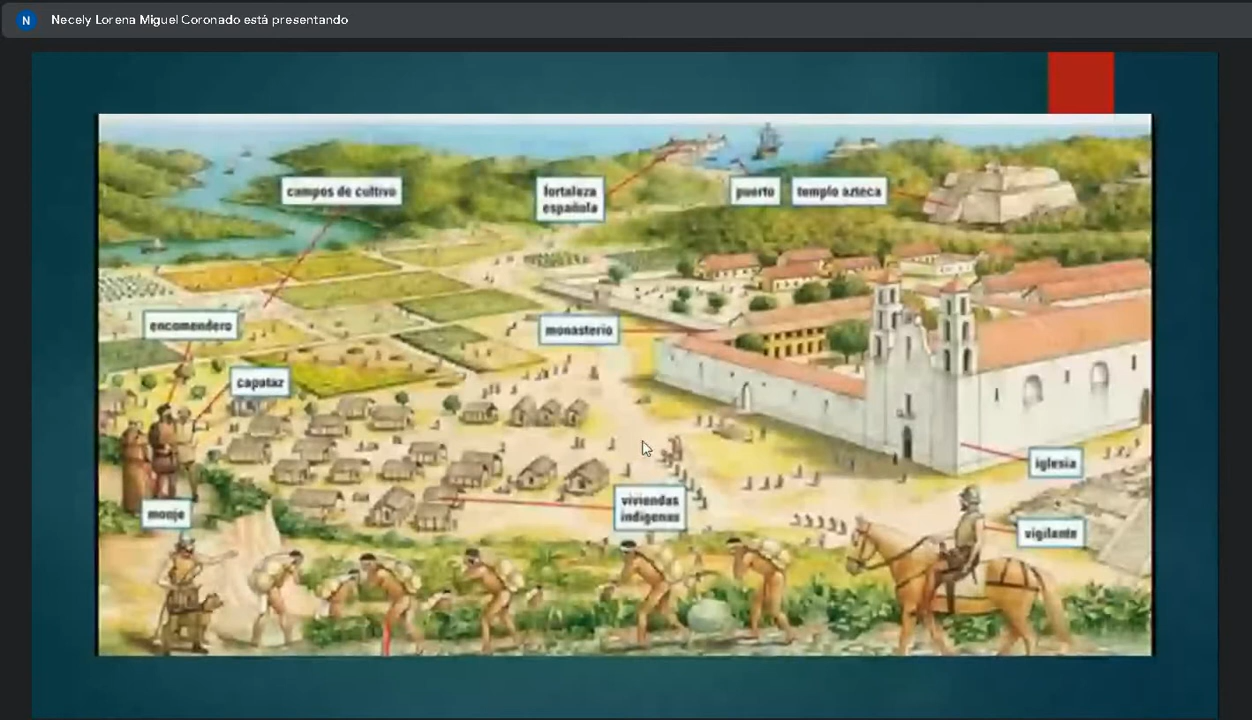 N Necely Lorena Miguel Coronado está presentando
campos de cultivo
fortaleza
española
puerto
templo azteca
encomendero
monasterio
capataz
iglesia
viviendas
indígenas
monje
vigilante